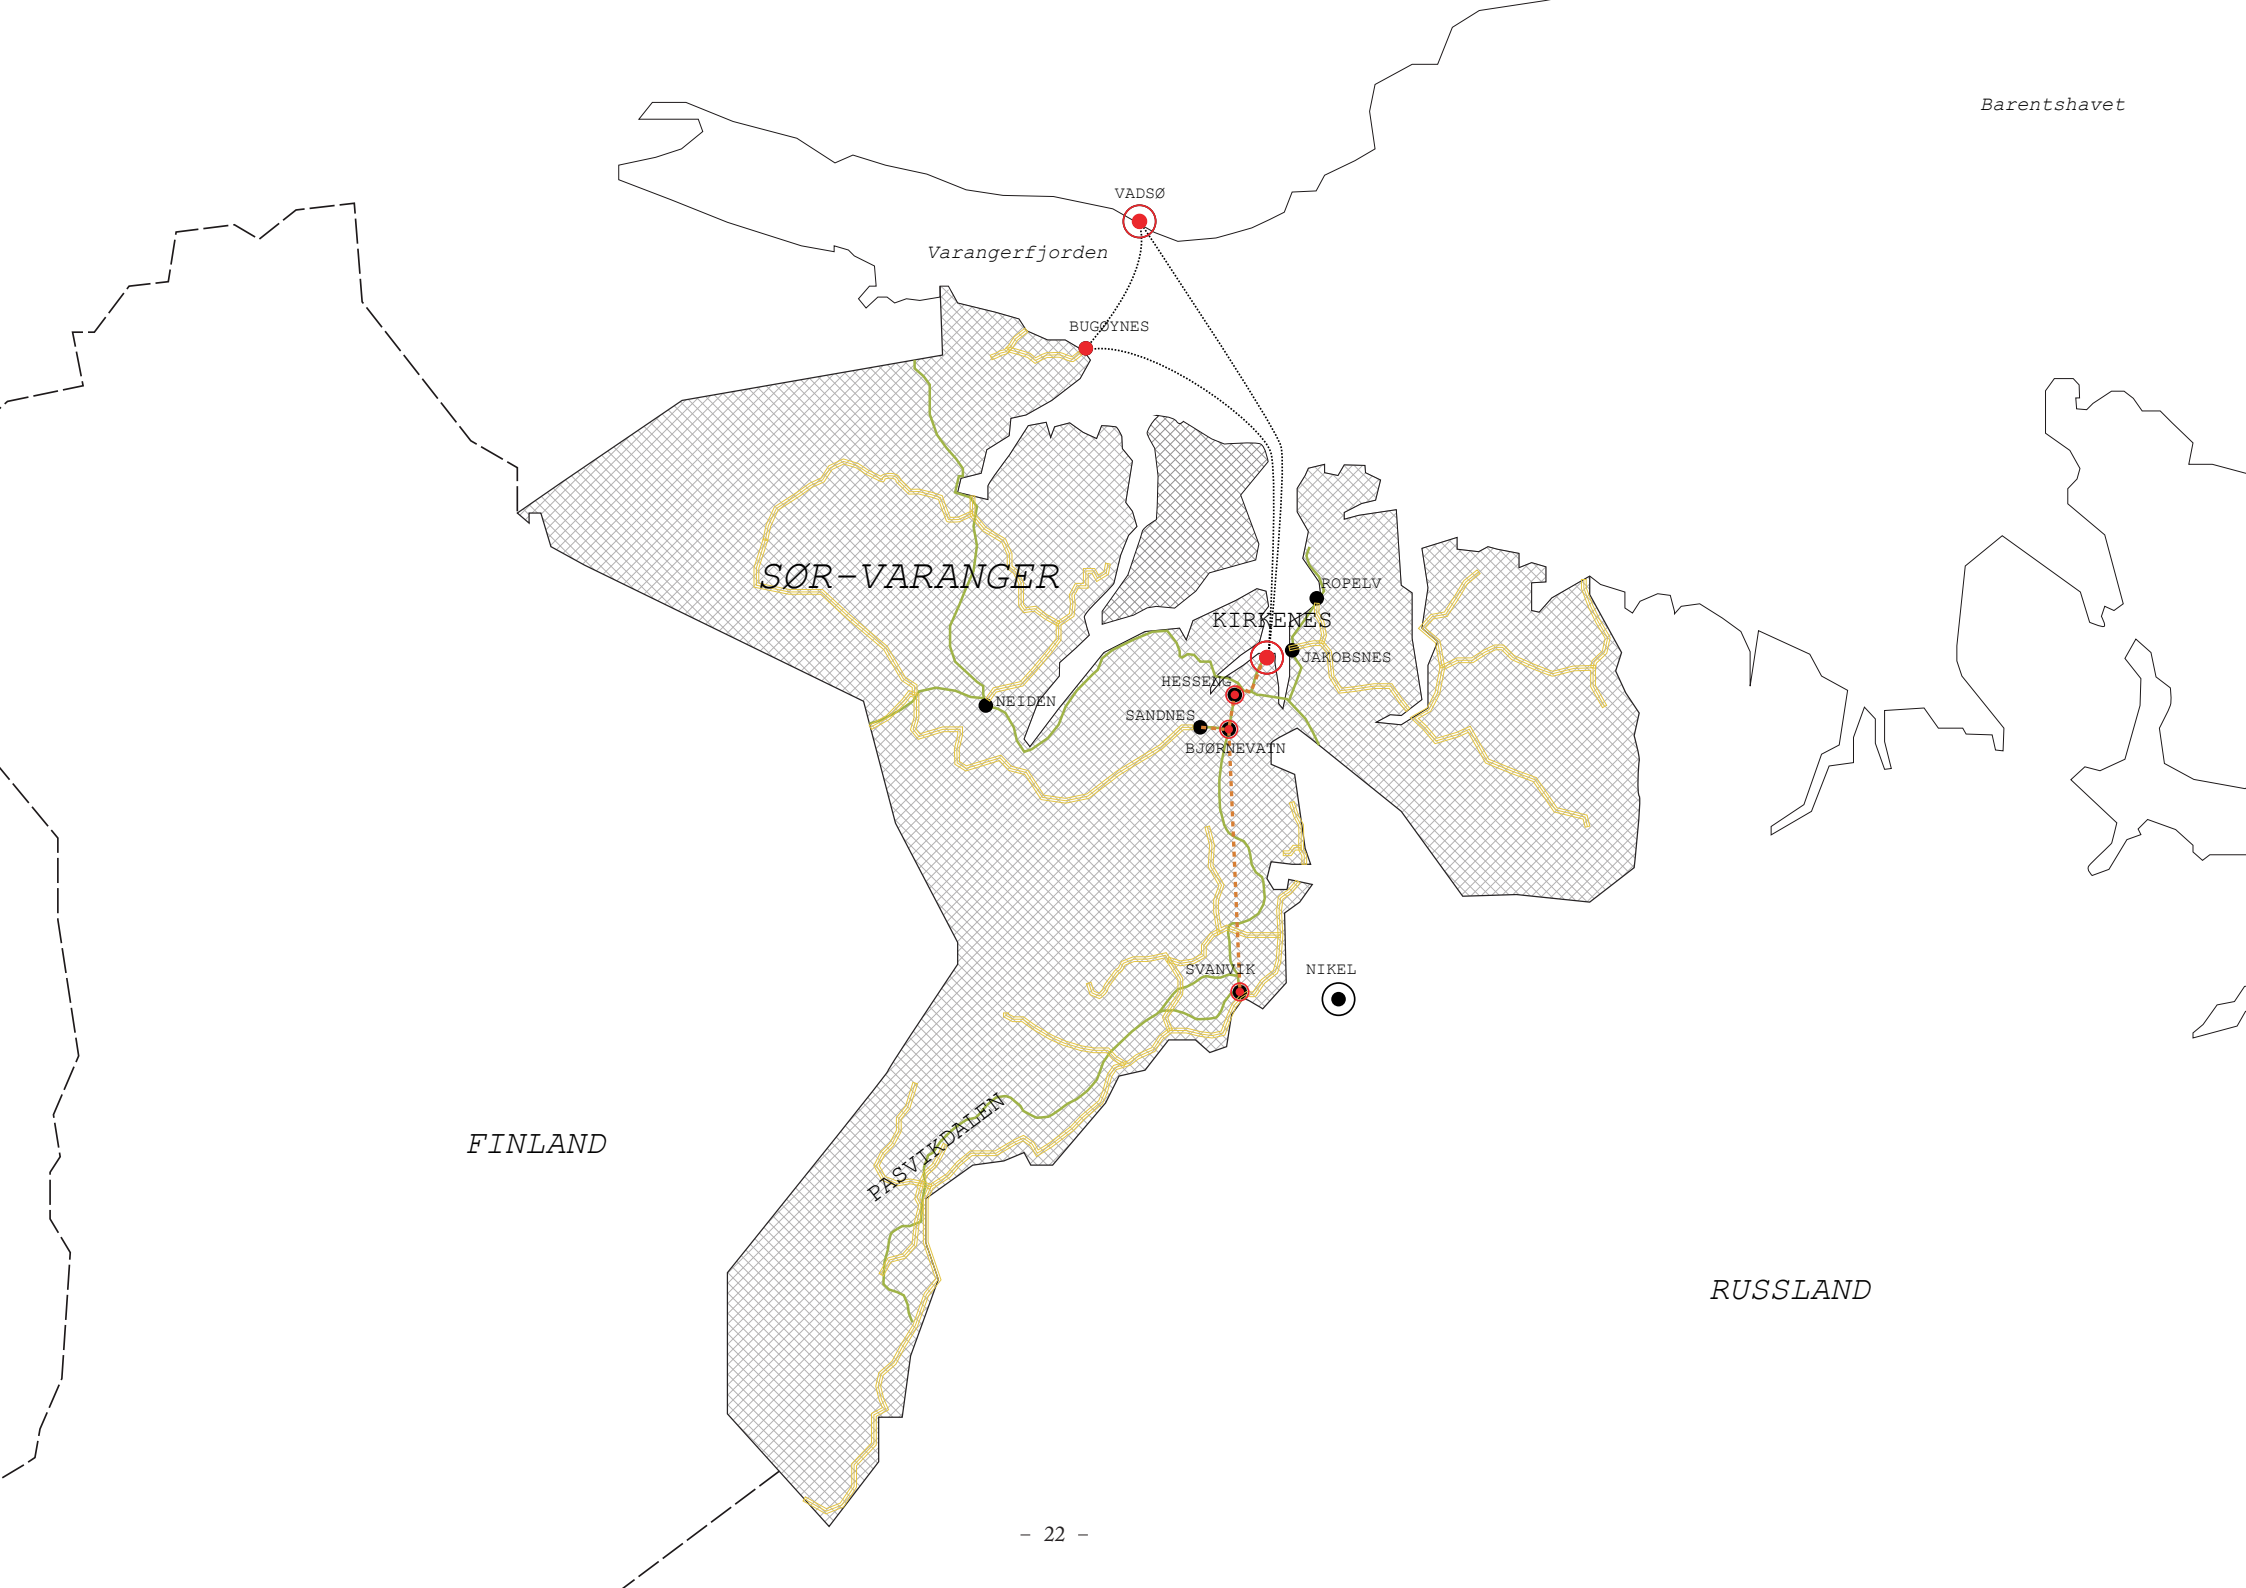 Barentshavet
VADSØ
Varangerfjorden
BUGØYNES
SØR-VARANGER
ROPELV
KIRKENES
JAKOBSNES
HESSENG
NEIDEN
SANDNES
BJØRNEVATN
SVANVIK
NIKEL
PASVIKDALEN
FINLAND
RUSSLAND
– 22 –